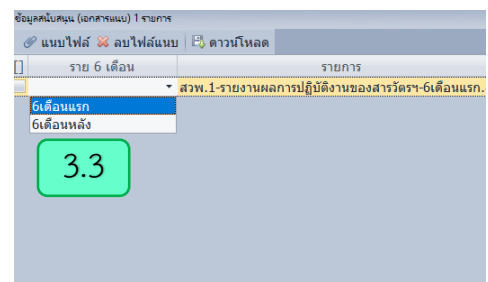 ข้อมูลสนับสนุน (เอกสารแนบ) 1 รายการ
แนบไฟล์ ลบไฟล์แนบ ดาวน์โหลด
[] ราย 6 เดือน รายการ
สวพ.1-รายงานผลการปฏิบัติงานของสารวัตรฯ-6เดือนแรก.
6เดือนแรก
6เดือนหลัง
3.3